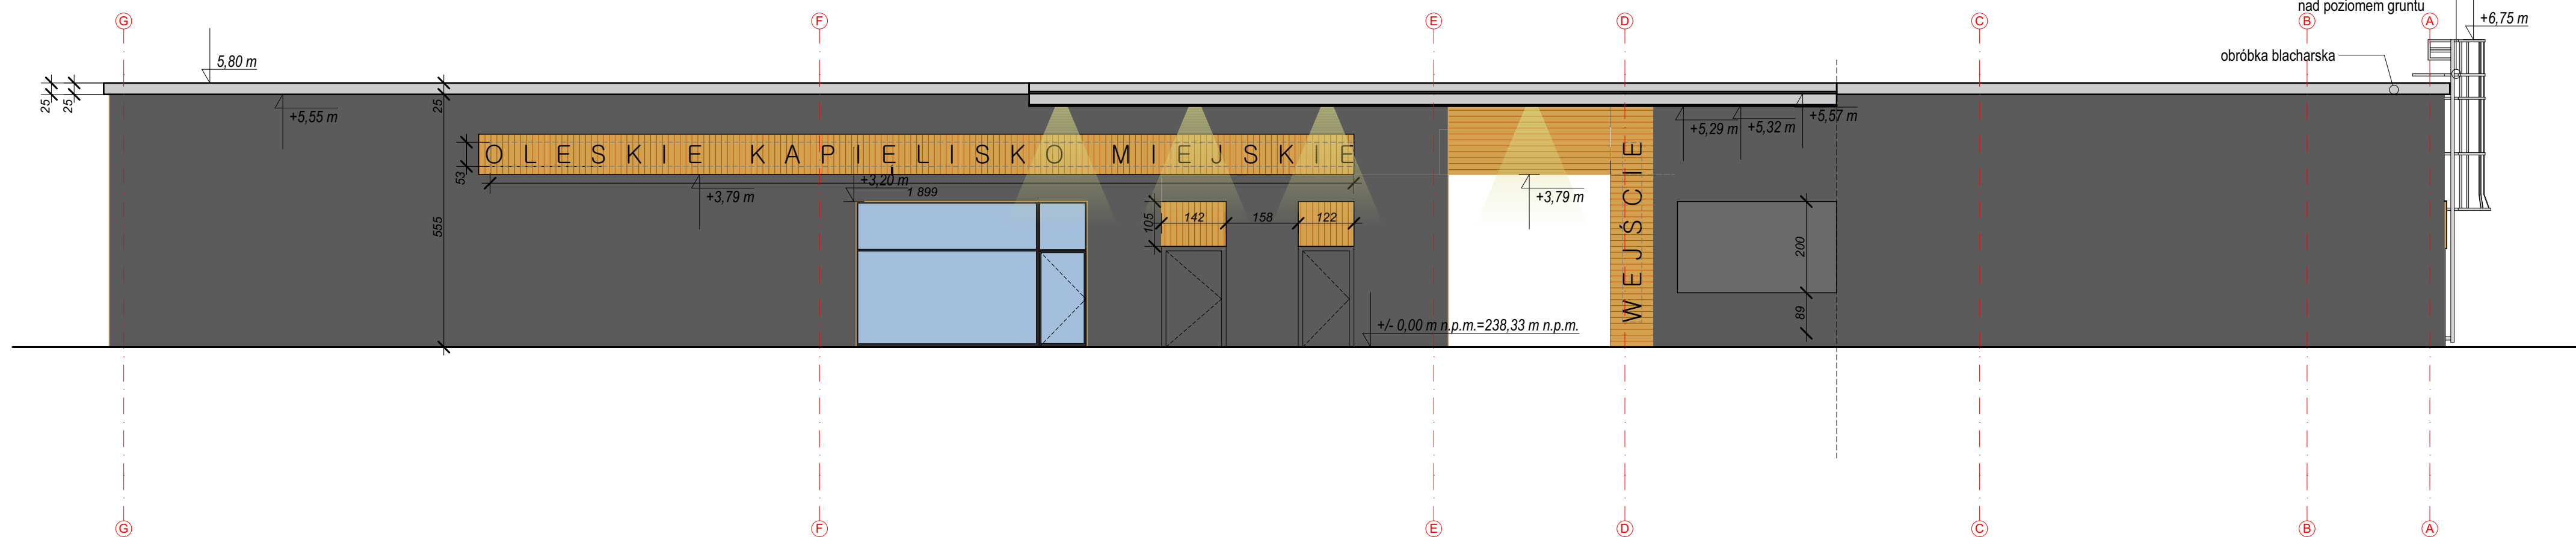 nad poziomem gruntu
G F E D C B A
+6,75 m
5,80 m
obróbka blacharska
25
25
25
+5,55 m
+5,57 m
+5,29 m
+5,32 m
OLESKIE KAPIĘLISKO MIEJSKIE
WEJŚCIE
53
+3,20 m
+3,79 m
1 899
+3,79 m
105
142
158
122
555
200
89
+/- 0,00 m n.p.m.=238,33 m n.p.m.
G F E D C B A